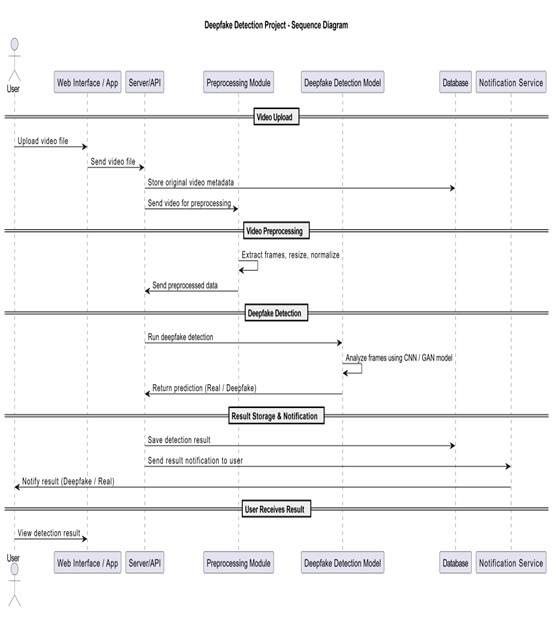 Deepfake Detection Project - Sequence Diagram
User
Web Interface / App
Server/API
Preprocessing Module
Deepfake Detection Model
Database
Notification Service
Video Upload
Upload video file
Send video file
Store original video metadata
Send video for preprocessing
Video Preprocessing
Extract frames, resize, normalize
Send preprocessed data
Deepfake Detection
Run deepfake detection
Analyze frames using CNN / GAN model
Return prediction (Real / Deepfake)
Result Storage & Notification
Save detection result
Send result notification to user
Notify result (Deepfake / Real)
User Receives Result
View detection result
User
Web Interface / App
Server/API
Preprocessing Module
Deepfake Detection Model
Database
Notification Service